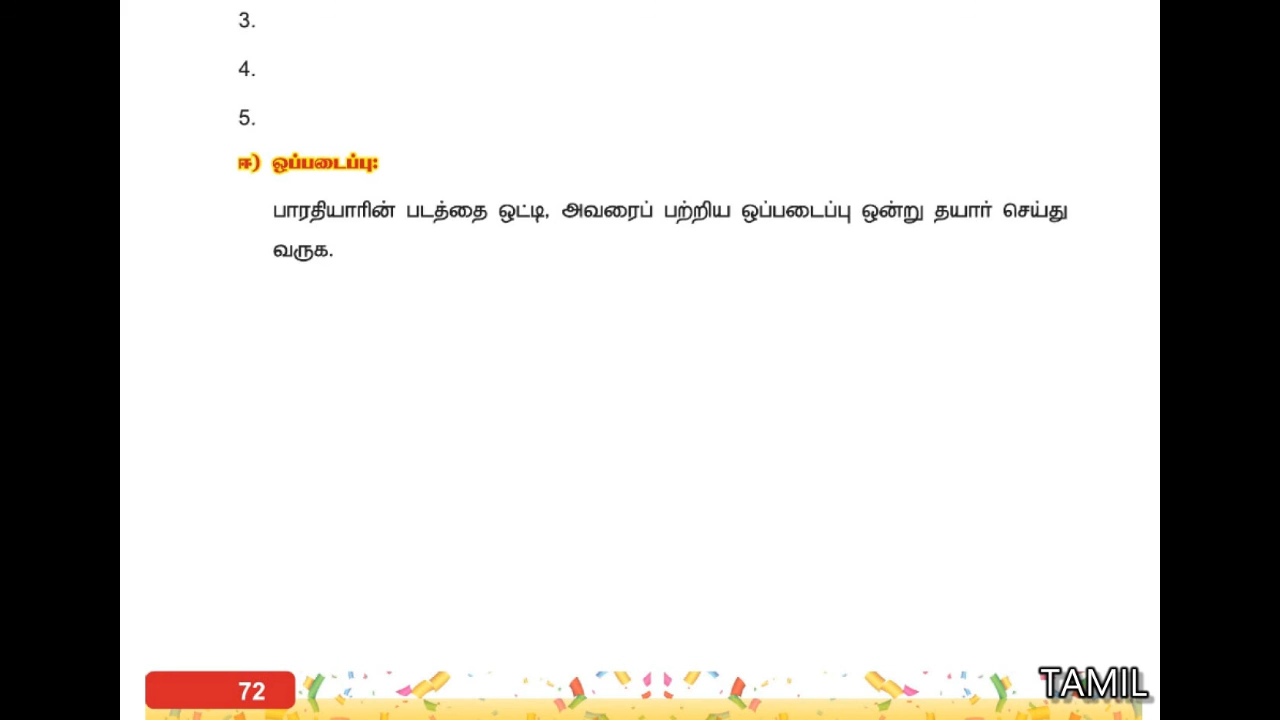 3.
4.
5.
ஈ) ஒப்படைப்பு:
பாரதியாரின் படத்தை ஒட்டி, அவரைப் பற்றிய ஒப்படைப்பு ஒன்று தயார் செய்து
வருக.
72
TAMIL